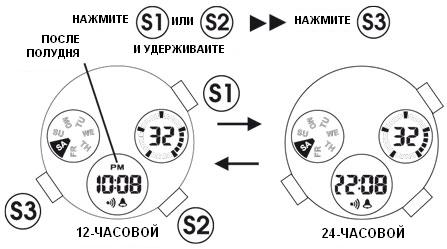 НАЖМИТЕ S1 ИЛИ S2 НАЖМИТЕ S3
И УДЕРЖИВАИТЕ
ПОСЛЕ
ПОЛУДНЯ
S1
MO TU WE TH FR SA SU
32
PM
10:08
S3
S2
12-ЧАСОВОЙ
MO TU WE TH FR SA SU
32
22:08
24-ЧАСОВОЙ